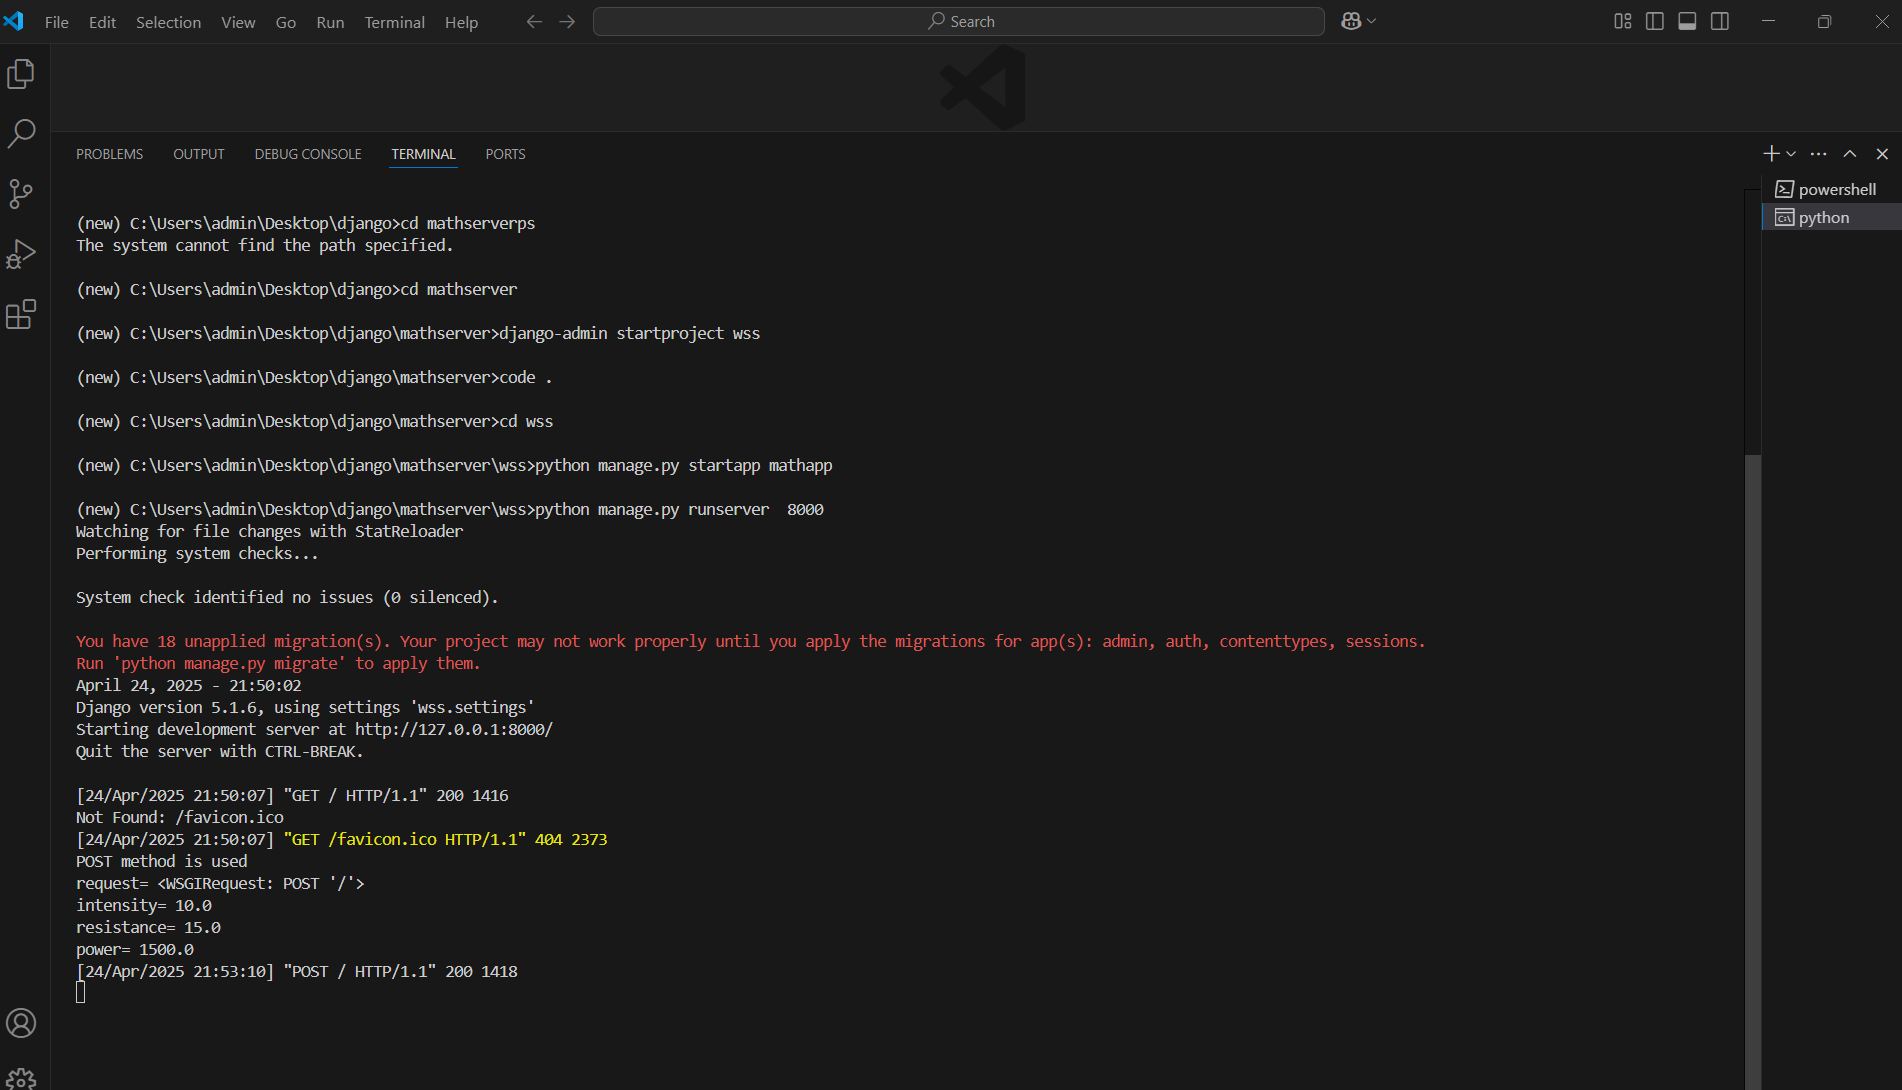 File Edit Selection View Go Run Terminal Help Search
PROBLEMS OUTPUT DEBUG CONSOLE TERMINAL PORTS
powershell
python
(new) C:\Users\admin\Desktop\django>cd mathserverps
The system cannot find the path specified.
(new) C:\Users\admin\Desktop\django>cd mathserver
(new) C:\Users\admin\Desktop\django\mathserver>django-admin startproject wss
(new) C:\Users\admin\Desktop\django\mathserver>code .
(new) C:\Users\admin\Desktop\django\mathserver>cd wss
(new) C:\Users\admin\Desktop\django\mathserver\wss>python manage.py startapp mathapp
(new) C:\Users\admin\Desktop\django\mathserver\wss>python manage.py runserver  8000
Watching for file changes with StatReloader
Performing system checks...
System check identified no issues (0 silenced).
You have 18 unapplied migration(s). Your project may not work properly until you apply the migrations for app(s): admin, auth, contenttypes, sessions.
Run 'python manage.py migrate' to apply them.
April 24, 2025 - 21:50:02
Django version 5.1.6, using settings 'wss.settings'
Starting development server at http://127.0.0.1:8000/
Quit the server with CTRL-BREAK.
[24/Apr/2025 21:50:07] "GET / HTTP/1.1" 200 1416
Not Found: /favicon.ico
[24/Apr/2025 21:50:07] "GET /favicon.ico HTTP/1.1" 404 2373
POST method is used
request= <WSGIRequest: POST '/'>
intensity= 10.0
resistance= 15.0
power= 1500.0
[24/Apr/2025 21:53:10] "POST / HTTP/1.1" 200 1418